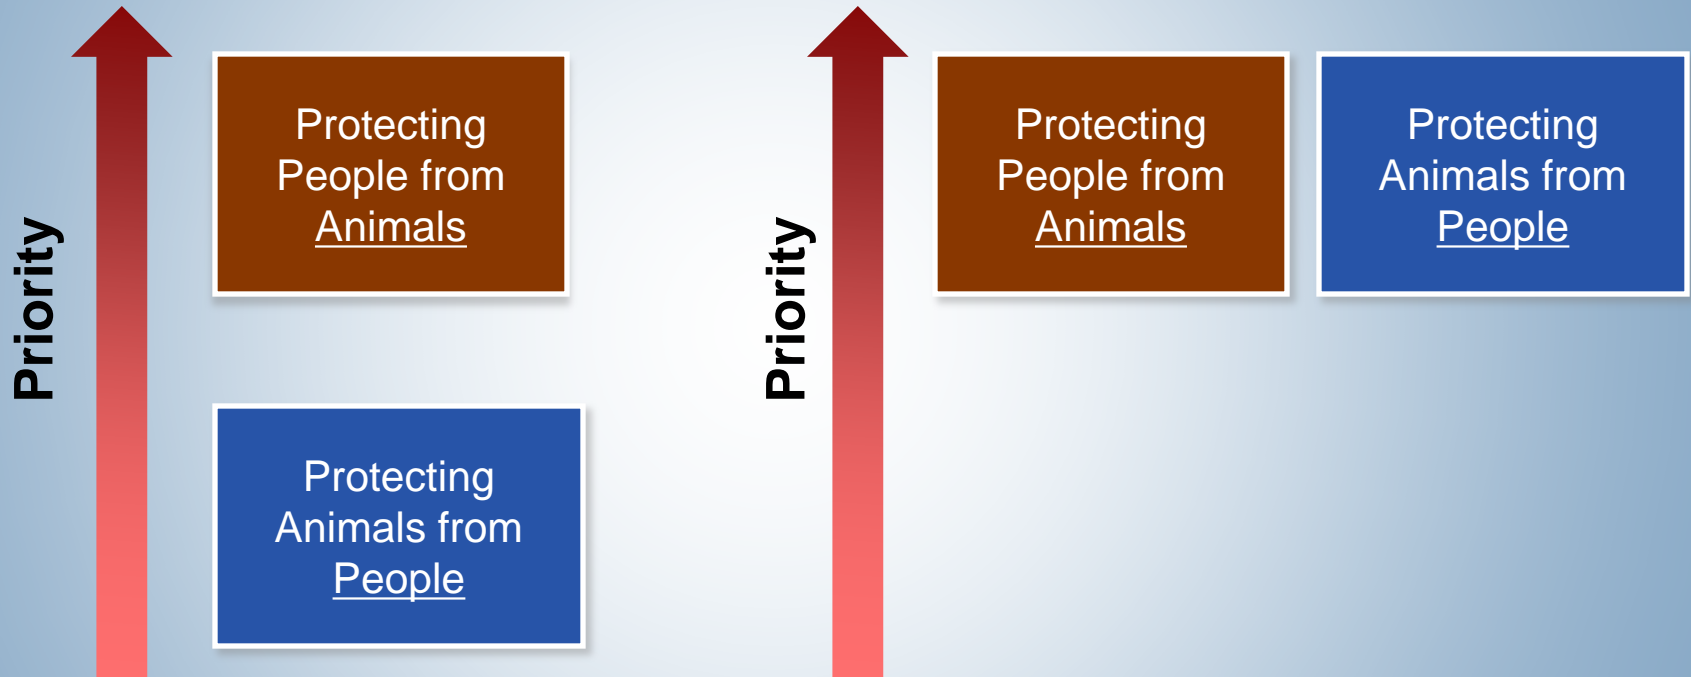 Priority
Protecting
People from
Animals
Protecting
Animals from
People
Priority
Protecting
People from
Animals
Protecting
Animals from
People